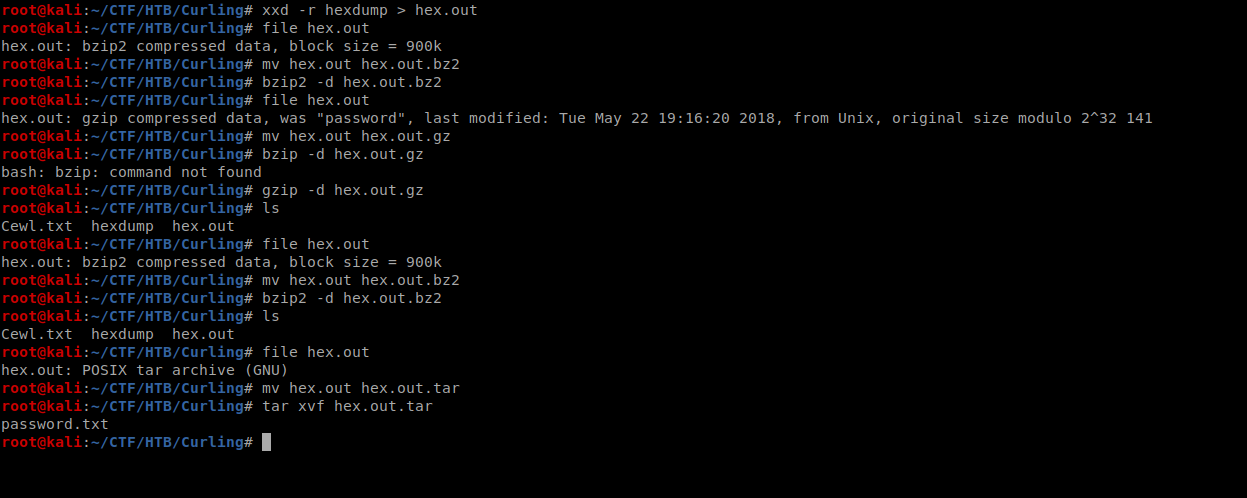 root@kali:~/CTF/HTB/Curling# xxd -r hexdump > hex.out
root@kali:~/CTF/HTB/Curling# file hex.out
hex.out: bzip2 compressed data, block size = 900k
root@kali:~/CTF/HTB/Curling# mv hex.out hex.out.bz2
root@kali:~/CTF/HTB/Curling# bzip2 -d hex.out.bz2
root@kali:~/CTF/HTB/Curling# file hex.out
hex.out: gzip compressed data, was "password", last modified: Tue May 22 19:16:20 2018, from Unix, original size modulo 2^32 141
root@kali:~/CTF/HTB/Curling# mv hex.out hex.out.gz
root@kali:~/CTF/HTB/Curling# bzip -d hex.out.gz
bash: bzip: command not found
root@kali:~/CTF/HTB/Curling# gzip -d hex.out.gz
root@kali:~/CTF/HTB/Curling# ls
Cewl.txt  hexdump  hex.out
root@kali:~/CTF/HTB/Curling# file hex.out
hex.out: bzip2 compressed data, block size = 900k
root@kali:~/CTF/HTB/Curling# mv hex.out hex.out.bz2
root@kali:~/CTF/HTB/Curling# bzip2 -d hex.out.bz2
root@kali:~/CTF/HTB/Curling# ls
Cewl.txt  hexdump  hex.out
root@kali:~/CTF/HTB/Curling# file hex.out
hex.out: POSIX tar archive (GNU)
root@kali:~/CTF/HTB/Curling# mv hex.out hex.out.tar
root@kali:~/CTF/HTB/Curling# tar xvf hex.out.tar
password.txt
root@kali:~/CTF/HTB/Curling#